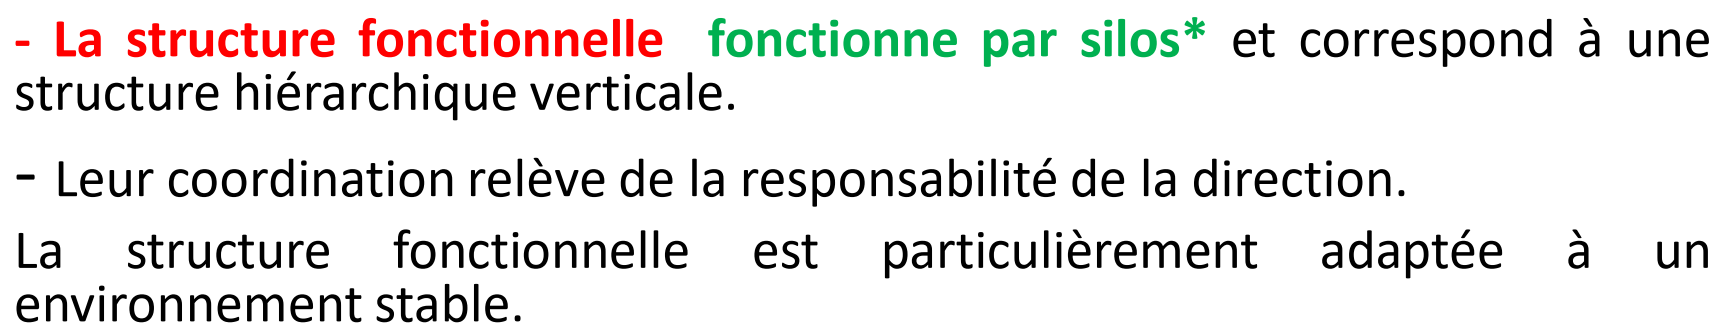 - La structure fonctionnelle fonctionne par silos* et correspond à une
structure hiérarchique verticale.
- Leur coordination relève de la responsabilité de la direction.
La structure fonctionnelle est particulièrement adaptée à un
environnement stable.